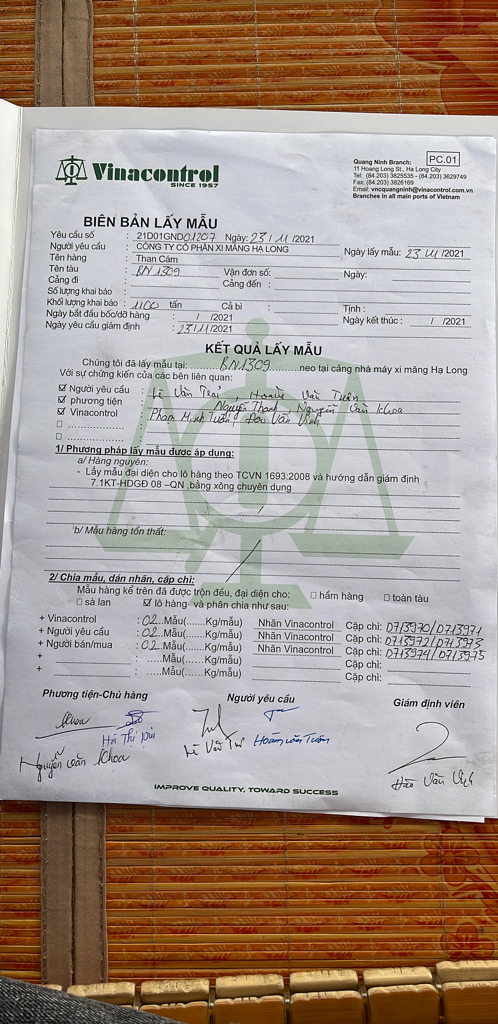 Vinacontrol
SINCE 1957
Quang Ninh Branch:
PC.01
11 Hoang Long St., Ha Long City
Tel: (84.203) 3825535 - (84.203) 3629749
Fax: (84.203) 3826169
Email: vncquangninh@vinacontrol.com.vn
Branches in all main ports of Vietnam
BIÊN BẢN LẤY MẪU
Yêu cầu số : 21D01GND01207 Ngày: 23/11/2021
Người yêu cầu : CÔNG TY CỔ PHẦN XI MĂNG HẠ LONG Ngày lấy mẫu: 23/11/2021
Tên hàng : Than Cám
Tên tàu : BN1309 Vận đơn số: Ngày:
Cảng đi : Cảng đến :
Số lượng khai báo :
Khối lượng khai báo : 1100 tấn Cả bì : Tịnh :
Ngày bắt đầu bốc/dỡ hàng : / /2021 Ngày kết thúc : / /2021
Ngày yêu cầu giám định : 23/11/2021
KẾT QUẢ LẤY MẪU
Chúng tôi đã lấy mẫu tại: BN1309 neo tại cảng nhà máy xi măng Hạ Long
Với sự chứng kiến của các bên liên quan:
☑ Người yêu cầu : Lê Văn , Hoàng Văn Tuân
☑ phương tiện : Nguyễn Thanh , Nguyễn Văn Khoa
☑ Vinacontrol : Phạm Minh Tuấn, Đào Văn Vịnh
☐ :
☐ :
1/ Phương pháp lấy mẫu được áp dụng:
a/ Hàng nguyên:
- Lấy mẫu đại diện cho lô hàng theo TCVN 1693:2008 và hướng dẫn giám định
7.1KT-HDGĐ 08 –QN ,bằng xông chuyên dụng
b/ Mẫu hàng tổn thất:
2/ Chia mẫu, dán nhãn, cặp chì:
Mẫu hàng kể trên đã được trộn đều, đại diện cho: ☐ hầm hàng ☐ toàn tàu
☐ sà lan ☑ lô hàng và phân chia như sau:
+ Vinacontrol : 02 Mẫu(......Kg/mẫu) Nhãn Vinacontrol Cặp chì: 0713970/0713971
+ Người yêu cầu : 02 Mẫu(......Kg/mẫu) Nhãn Vinacontrol Cặp chì: 0713972/0713973
+ Người bán/mua : 02 Mẫu(......Kg/mẫu) Nhãn Vinacontrol Cặp chì: 0713974/0713975
+ : .....Mẫu(......Kg/mẫu) Cặp chì:
+ : .....Mẫu(......Kg/mẫu) Cặp chì:
Phương tiện-Chủ hàng Người yêu cầu Giám định viên
Khoa
Nguyễn Văn Khoa
Hoàng Văn Tuân
Đào Văn Vịnh
IMPROVE QUALITY, TOWARD SUCCESS